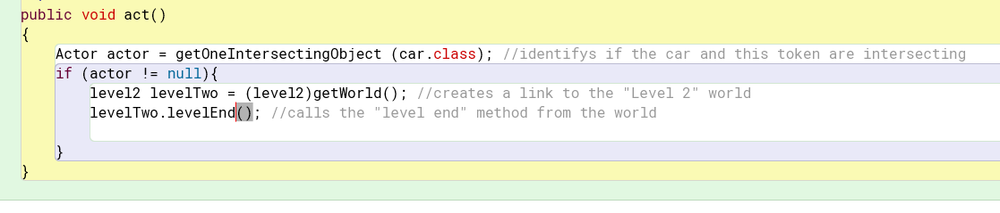 public void act()
{
Actor actor = getOneIntersectingObject (car.class); //identifys if the car and this token are intersecting
if (actor != null){
level2 levelTwo = (level2)getWorld(); //creates a link to the "Level 2" world
levelTwo.levelEnd(); //calls the "level end" method from the world
}
}